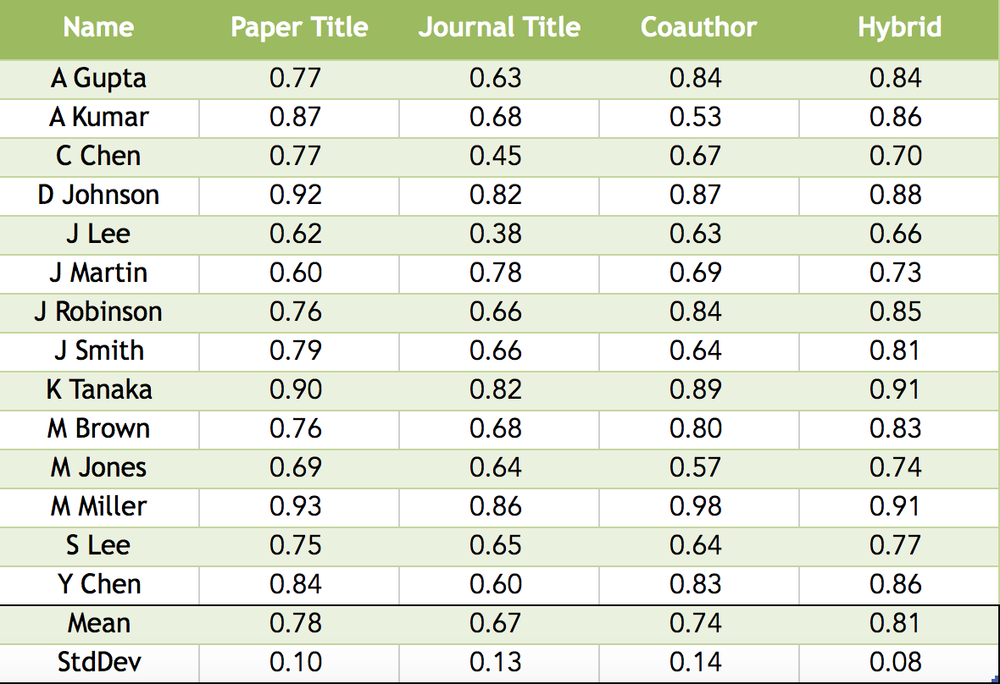 Name Paper Title Journal Title Coauthor Hybrid
A Gupta 0.77 0.63 0.84 0.84
A Kumar 0.87 0.68 0.53 0.86
C Chen 0.77 0.45 0.67 0.70
D Johnson 0.92 0.82 0.87 0.88
J Lee 0.62 0.38 0.63 0.66
J Martin 0.60 0.78 0.69 0.73
J Robinson 0.76 0.66 0.84 0.85
J Smith 0.79 0.66 0.64 0.81
K Tanaka 0.90 0.82 0.89 0.91
M Brown 0.76 0.68 0.80 0.83
M Jones 0.69 0.64 0.57 0.74
M Miller 0.93 0.86 0.98 0.91
S Lee 0.75 0.65 0.64 0.77
Y Chen 0.84 0.60 0.83 0.86
Mean 0.78 0.67 0.74 0.81
StdDev 0.10 0.13 0.14 0.08